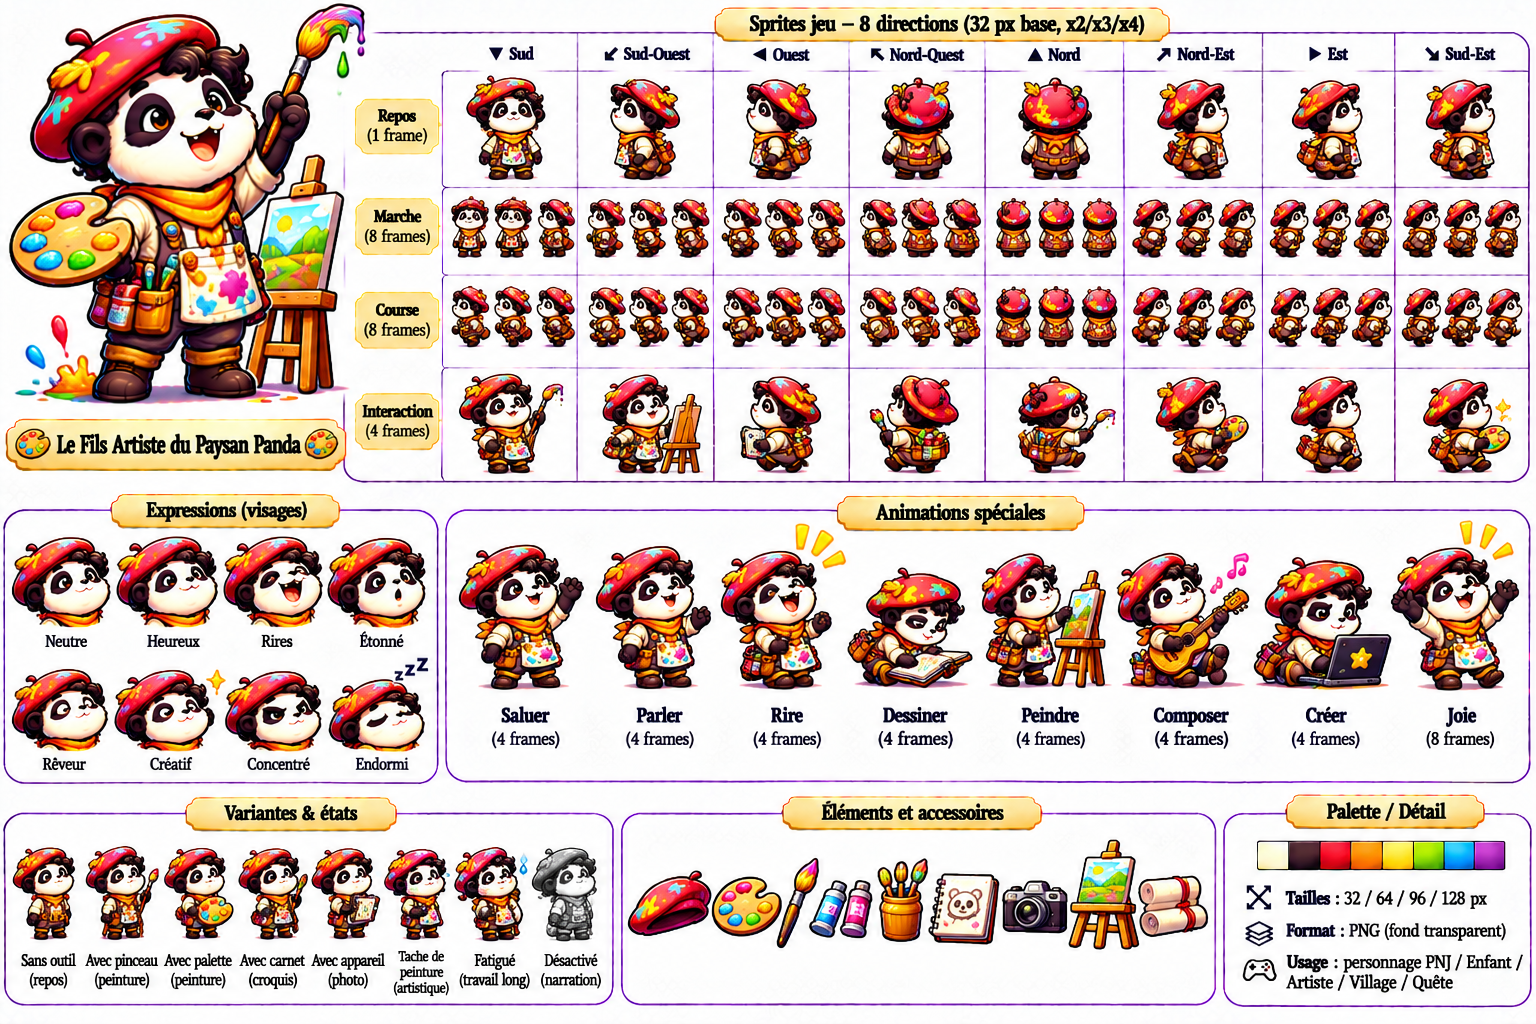 Sprites jeu – 8 directions (32 px base, x2/x3/x4)
▼ Sud
↙ Sud-Ouest
◀ Ouest
↖ Nord-Quest
▲ Nord
↗ Nord-Est
▶ Est
↘ Sud-Est
Repos
(1 frame)
Marche
(8 frames)
Course
(8 frames)
Interaction
(4 frames)
Le Fils Artiste du Paysan Panda
Expressions (visages)
Neutre
Heureux
Rires
Étonné
zzZ
Rêveur
Créatif
Concentré
Endormi
Animations spéciales
Saluer
(4 frames)
Parler
(4 frames)
Rire
(4 frames)
Dessiner
(4 frames)
Peindre
(4 frames)
Composer
(4 frames)
Créer
(4 frames)
Joie
(8 frames)
Variantes & états
Sans outil
(repos)
Avec pinceau
(peinture)
Avec palette
(peinture)
Avec carnet
(croquis)
Avec appareil
(photo)
Tache de
peinture
(artistique)
Fatigué
(travail long)
Désactivé
(narration)
Éléments et accessoires
Palette / Détail
Tailles : 32 / 64 / 96 / 128 px
Format : PNG (fond transparent)
Usage : personnage PNJ / Enfant /
Artiste / Village / Quête